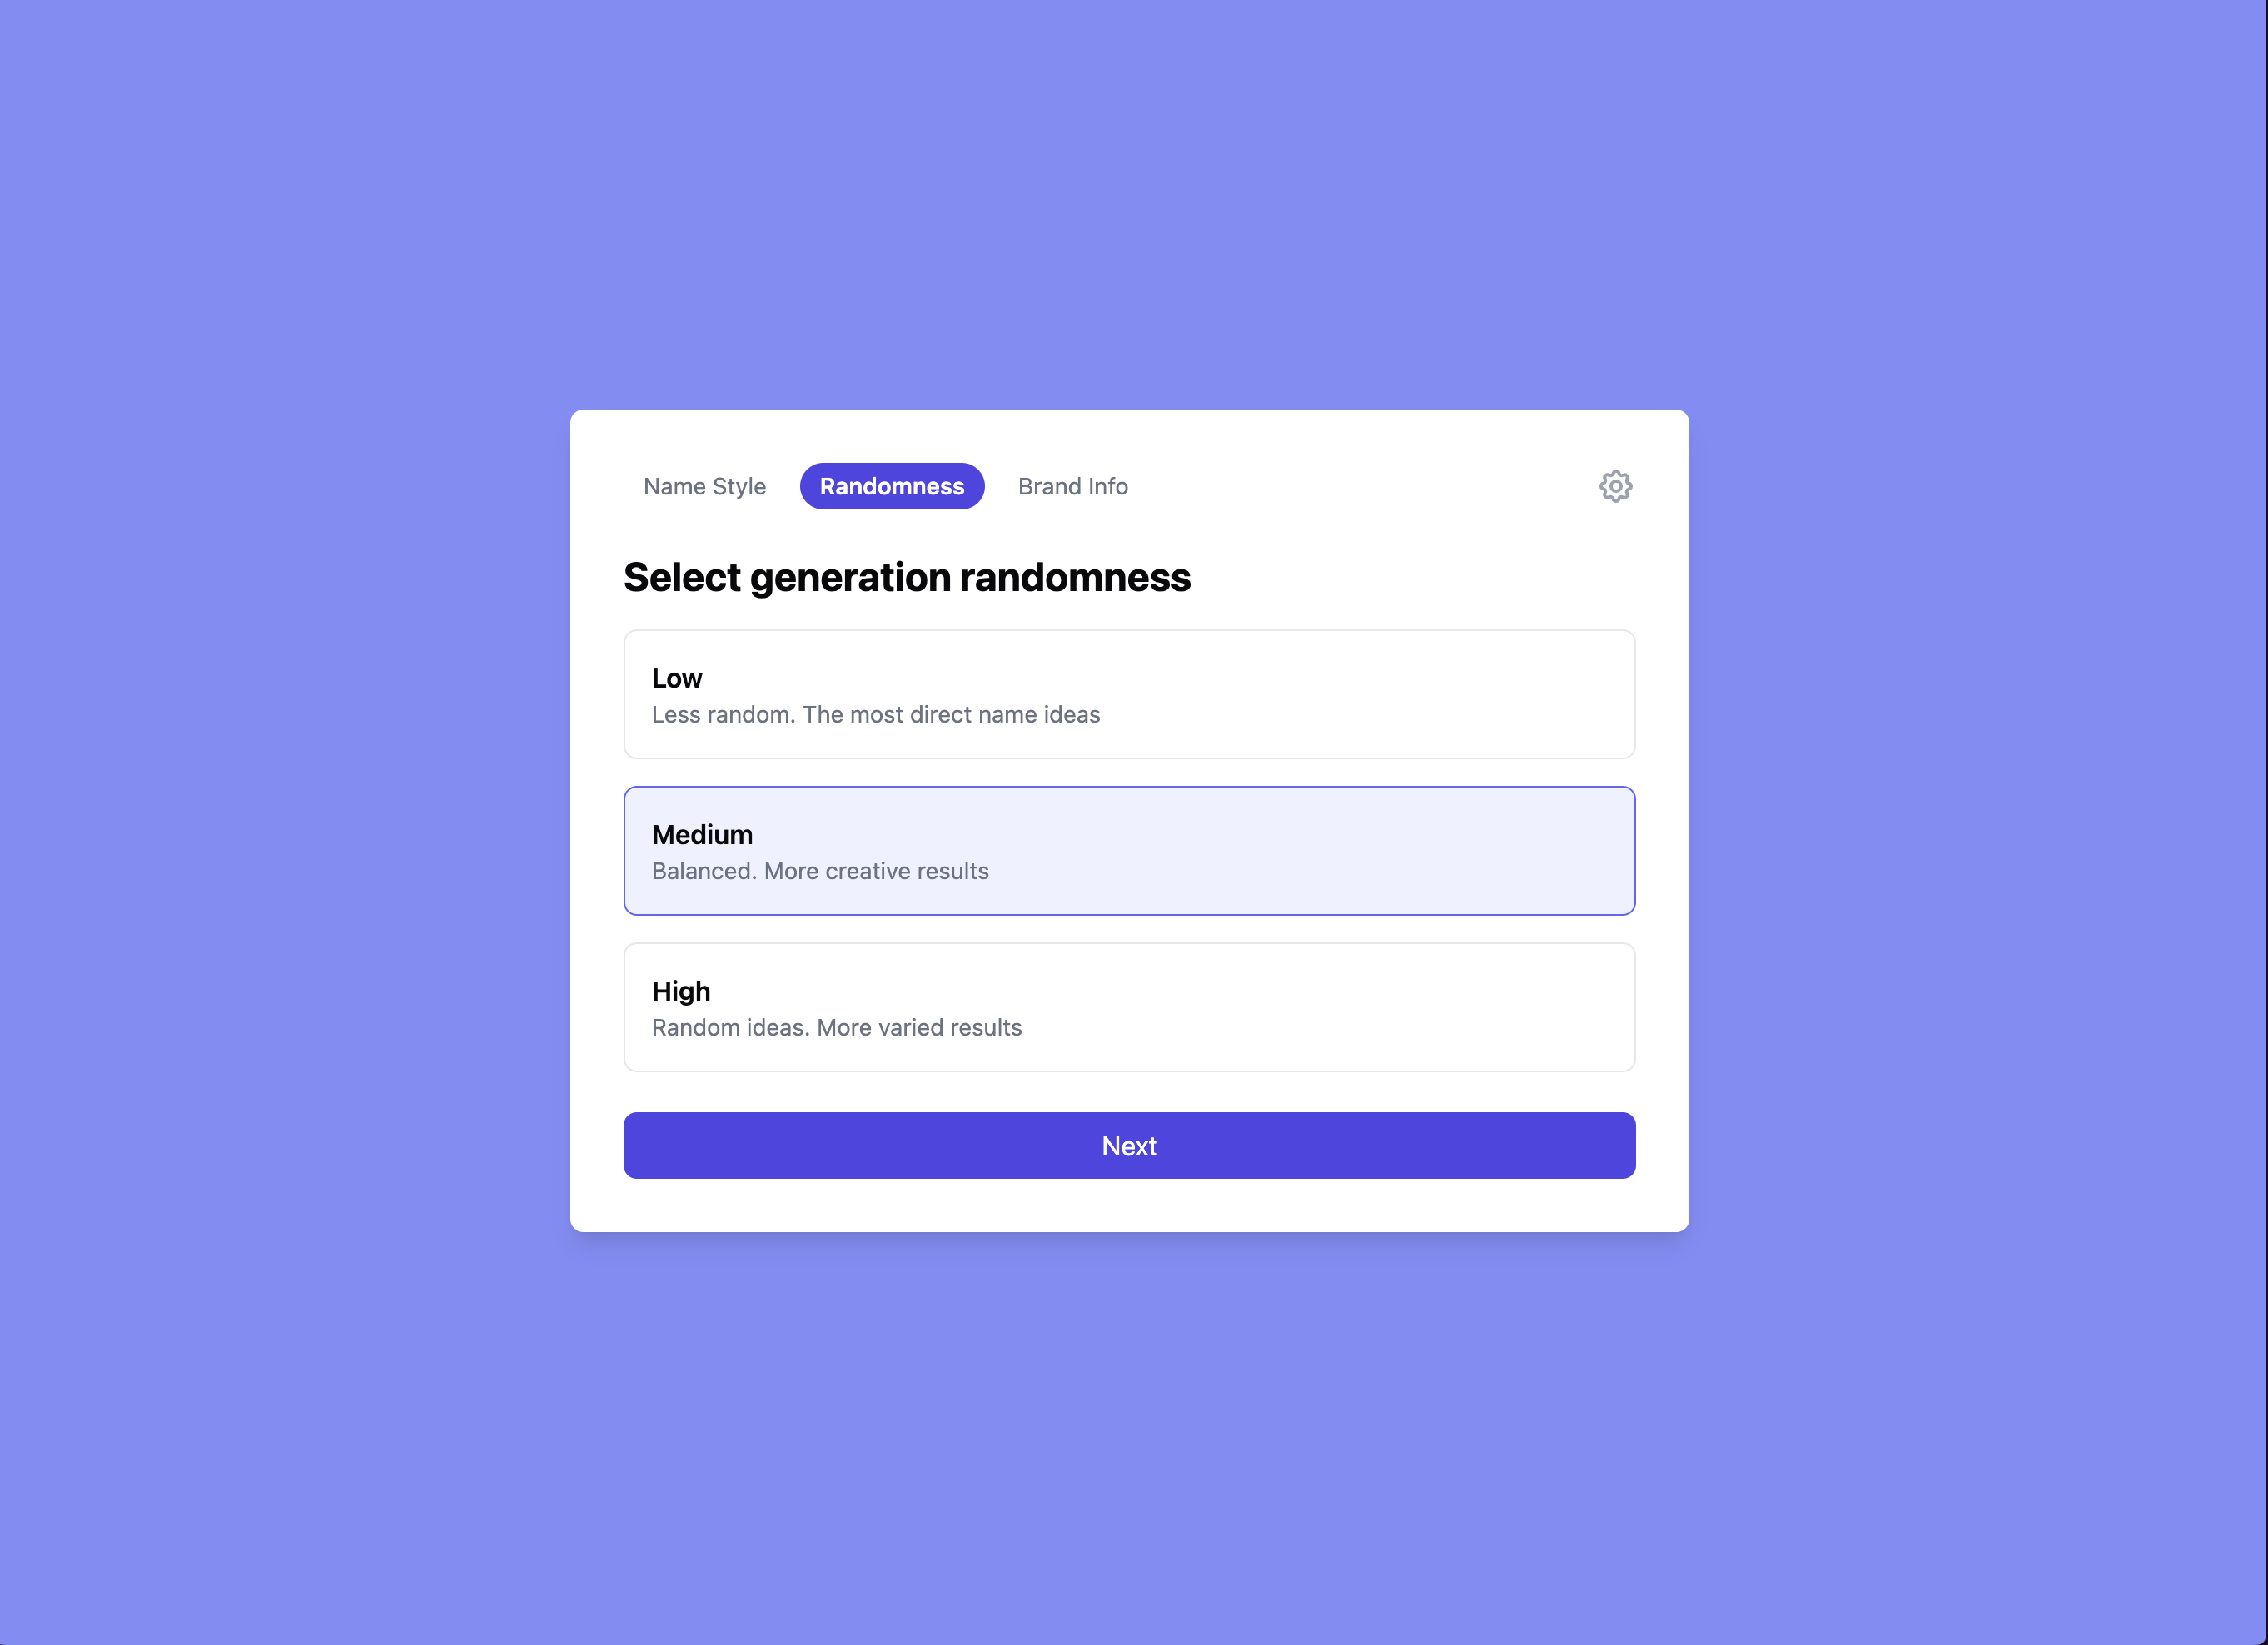 Name Style Randomness Brand Info
Select generation randomness
Low
Less random. The most direct name ideas
Medium
Balanced. More creative results
High
Random ideas. More varied results
Next